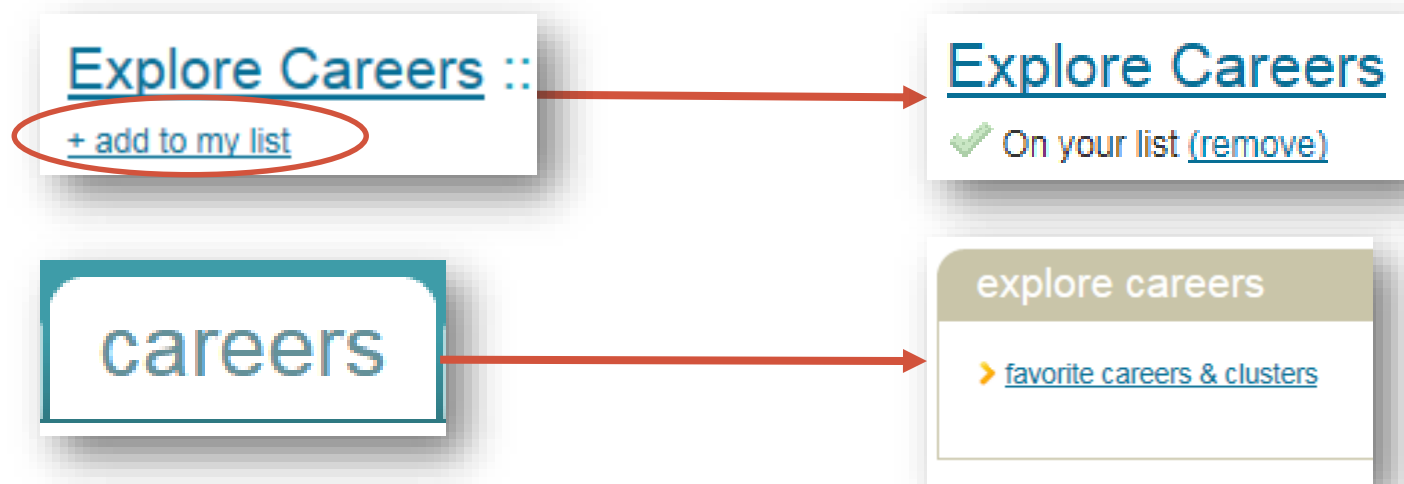 Explore Careers ::
+ add to my list
Explore Careers
On your list (remove)
careers
explore careers
favorite careers & clusters